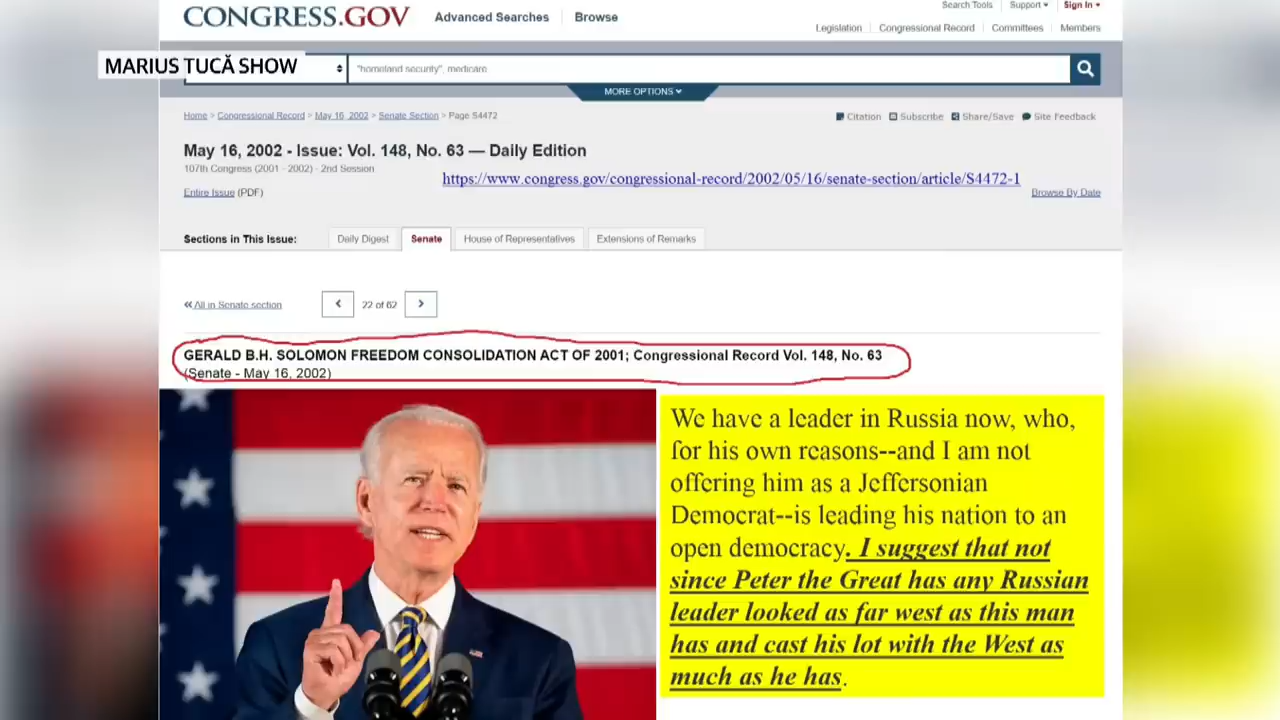 CONGRESS.GOV
Advanced Searches
Browse
Search Tools
Support
Sign In
Legislation
Congressional Record
Committees
Members
MARIUS TUCĂ SHOW
"homeland security", medicare
MORE OPTIONS
Home > Congressional Record > May 16, 2002 > Senate Section > Page S4472
Citation
Subscribe
Share/Save
Site Feedback
May 16, 2002 - Issue: Vol. 148, No. 63 — Daily Edition
107th Congress (2001 - 2002) - 2nd Session
https://www.congress.gov/congressional-record/2002/05/16/senate-section/article/S4472-1
Entire Issue (PDF)
Browse By Date
Sections in This Issue:
Daily Digest
Senate
House of Representatives
Extensions of Remarks
« All in Senate section
22 of 62
GERALD B.H. SOLOMON FREEDOM CONSOLIDATION ACT OF 2001; Congressional Record Vol. 148, No. 63
(Senate - May 16, 2002)
We have a leader in Russia now, who,
for his own reasons--and I am not
offering him as a Jeffersonian
Democrat--is leading his nation to an
open democracy. I suggest that not
since Peter the Great has any Russian
leader looked as far west as this man
has and cast his lot with the West as
much as he has.